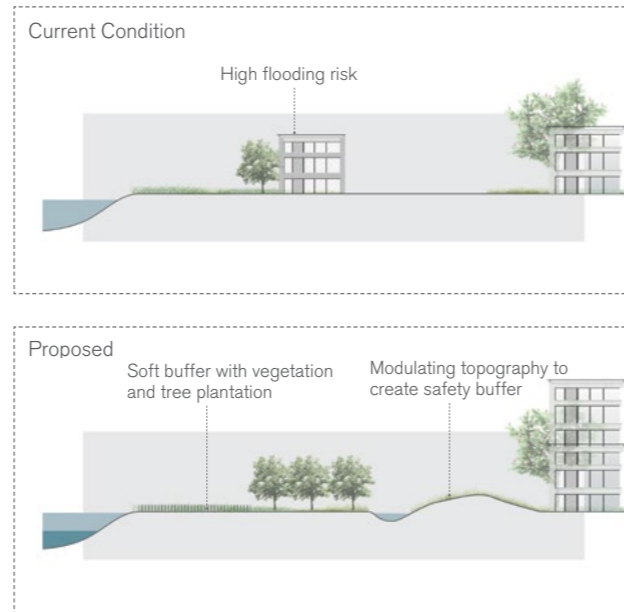 Current Condition
High flooding risk
Proposed
Soft buffer with vegetation
and tree plantation
Modulating topography to
create safety buffer